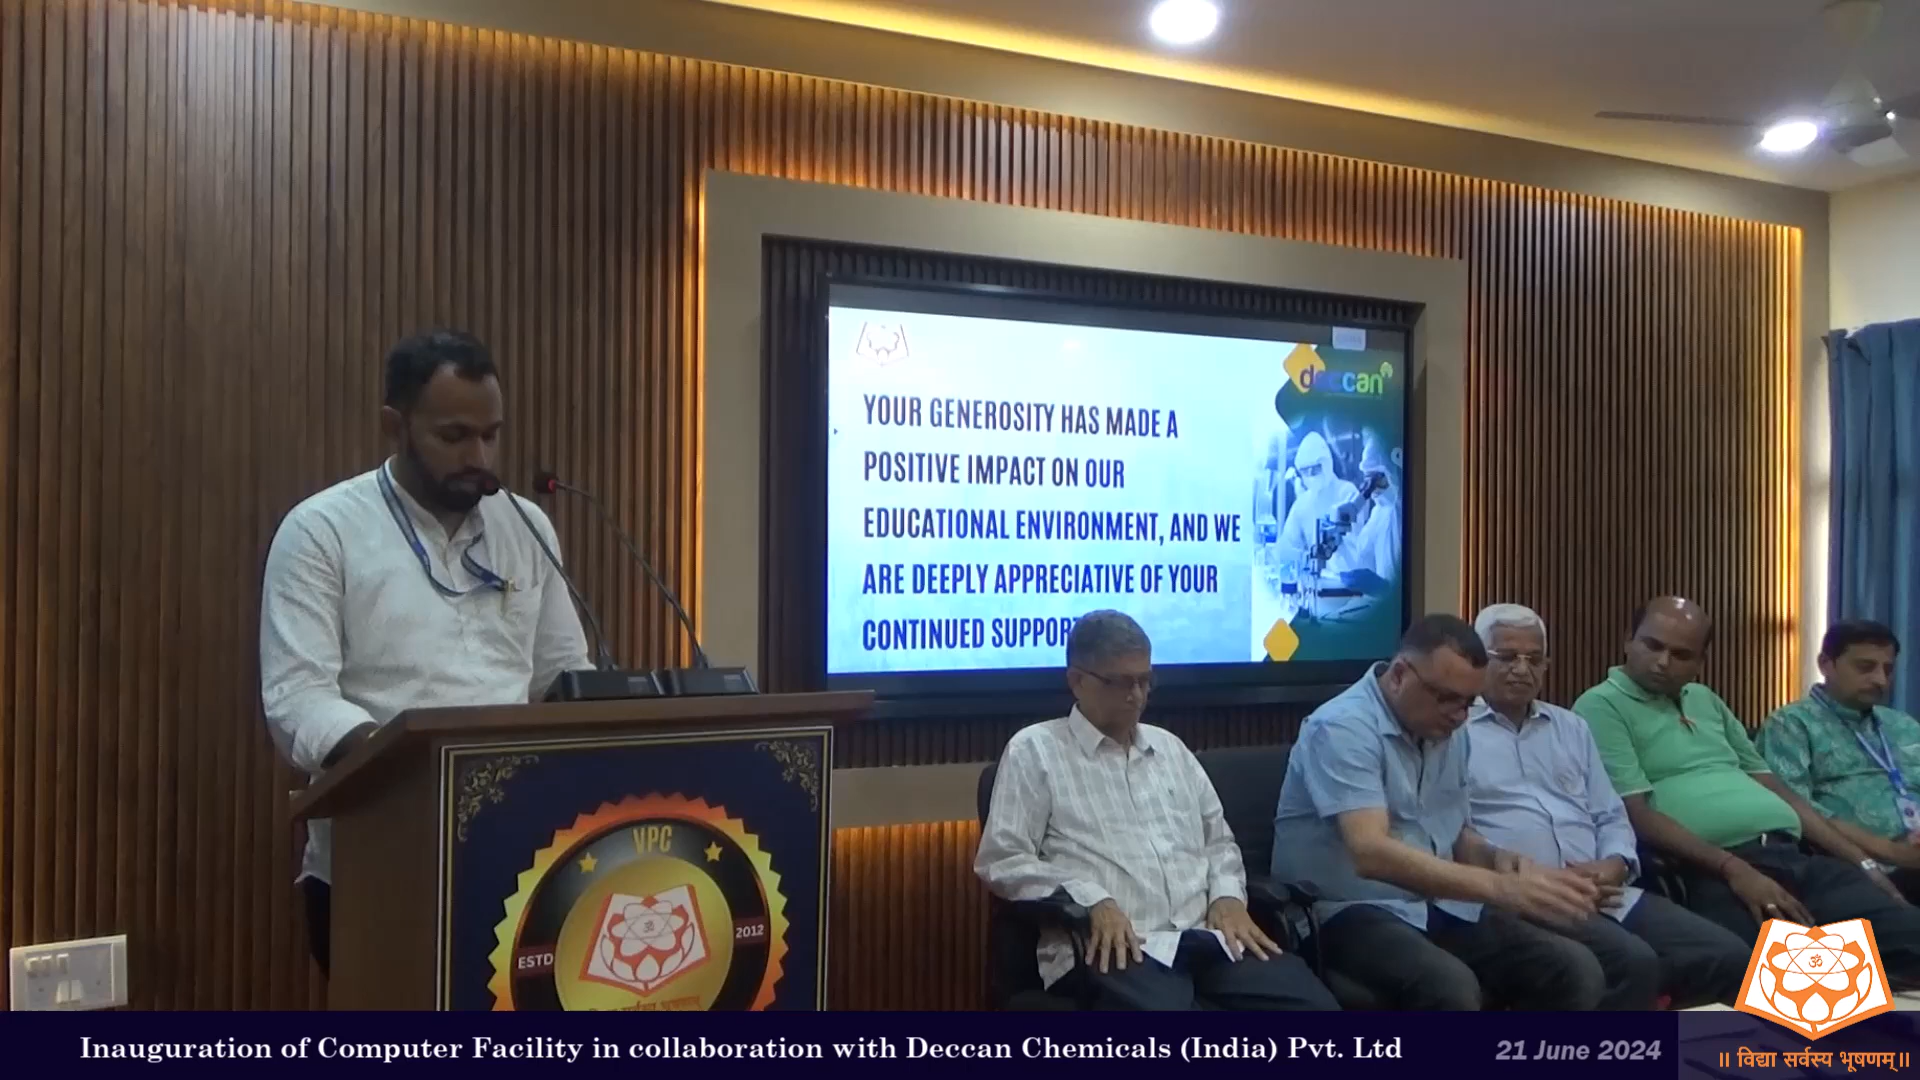 deccan
YOUR GENEROSITY HAS MADE A
POSITIVE IMPACT ON OUR
EDUCATIONAL ENVIRONMENT, AND WE
ARE DEEPLY APPRECIATIVE OF YOUR
CONTINUED SUPPORT
VPC
ESTD
2012
ॐ
Inauguration of Computer Facility in collaboration with Deccan Chemicals (India) Pvt. Ltd
21 June 2024
ॐ
॥ विद्या सर्वस्य भूषणम् ॥